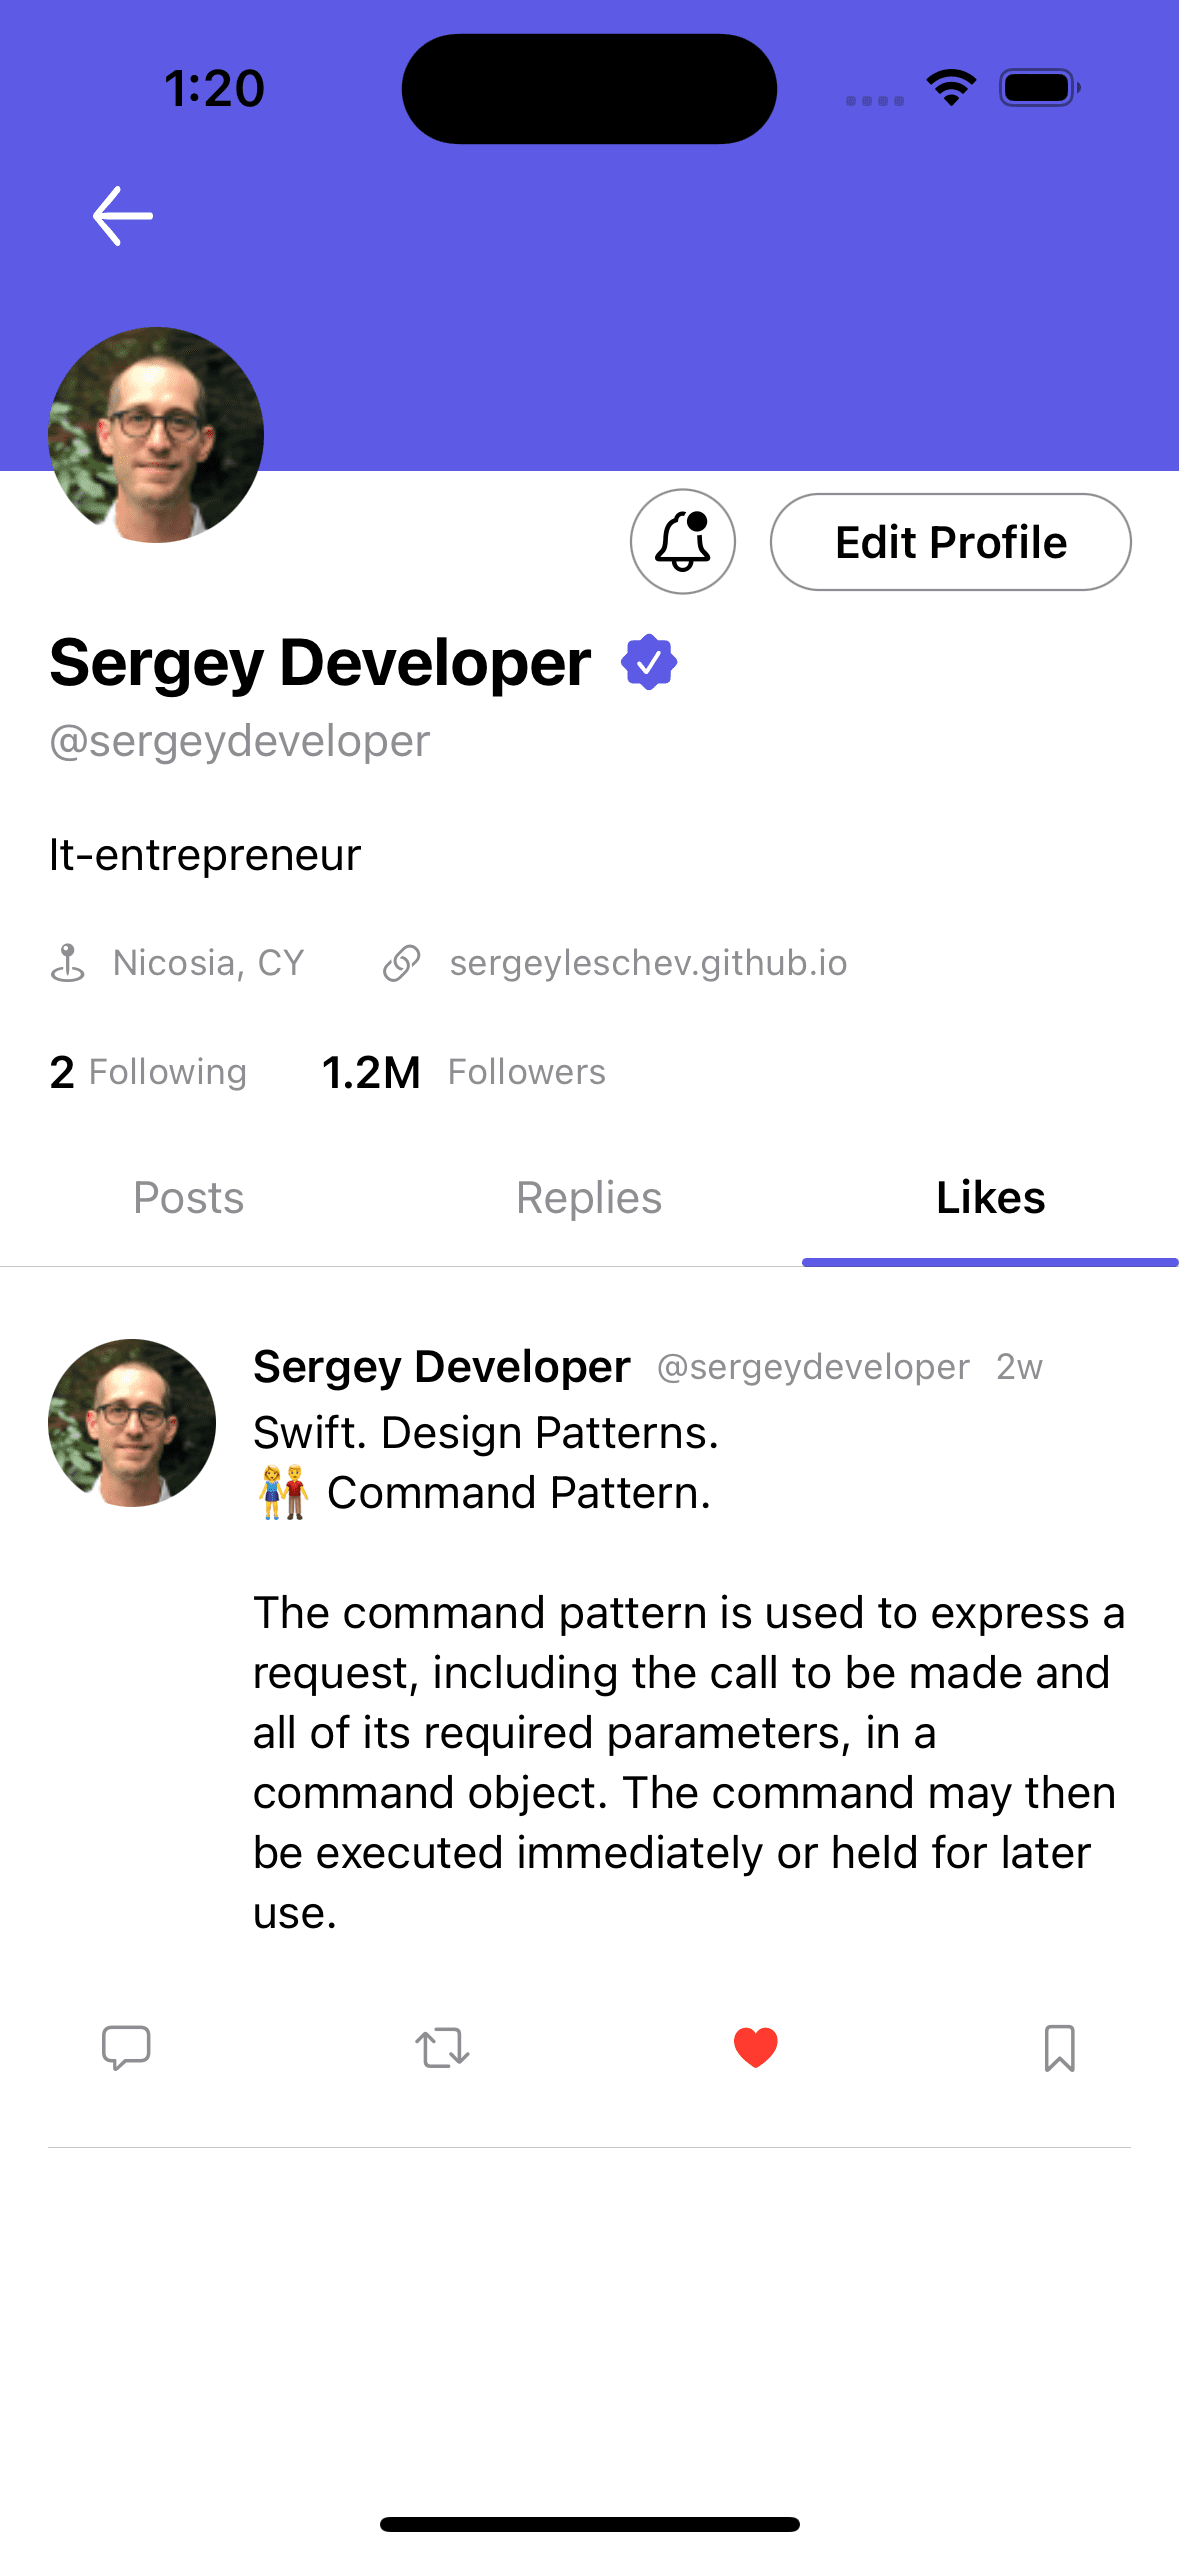 1:20
Edit Profile
Sergey Developer
@sergeydeveloper
It-entrepreneur
Nicosia, CY sergeyleschev.github.io
2 Following 1.2M Followers
Posts Replies Likes
Sergey Developer @sergeydeveloper 2w
Swift. Design Patterns.
👫 Command Pattern.
The command pattern is used to express a
request, including the call to be made and
all of its required parameters, in a
command object. The command may then
be executed immediately or held for later
use.